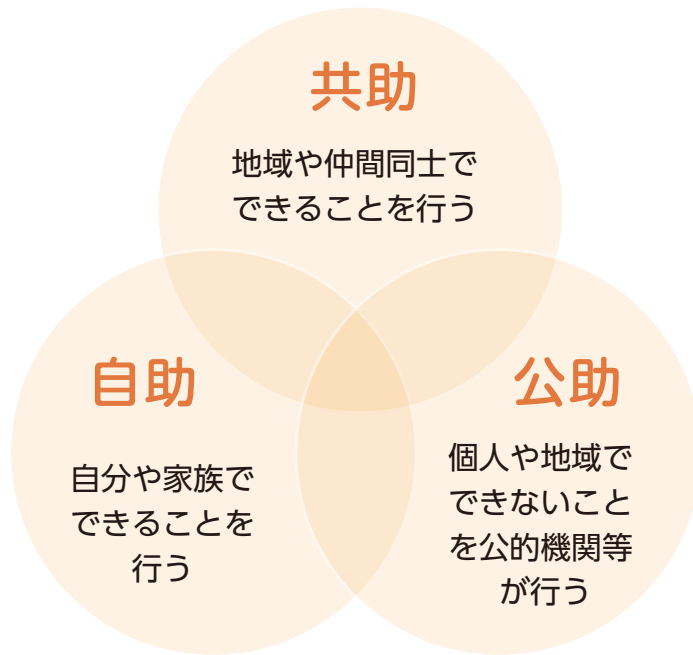 共助
地域や仲間同士で
できることを行う
自助
自分や家族で
できることを
行う
公助
個人や地域で
できないこと
を公的機関等
が行う